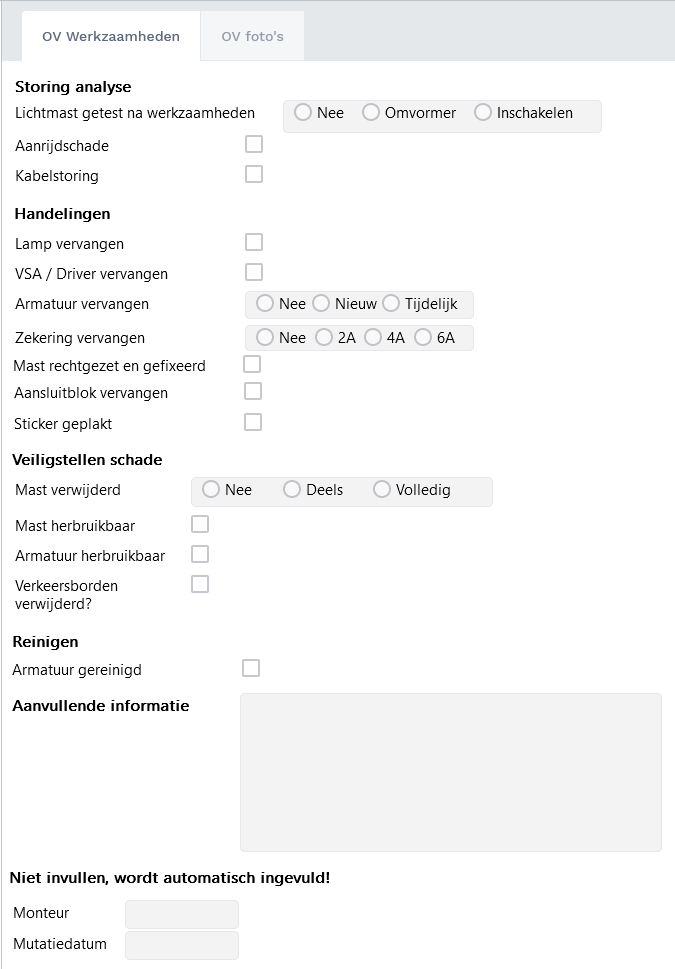 OV Werkzaamheden OV foto's
Storing analyse
Lichtmast getest na werkzaamheden Nee Omvormer Inschakelen
Aanrijdschade
Kabelstoring
Handelingen
Lamp vervangen
VSA / Driver vervangen
Armatuur vervangen Nee Nieuw Tijdelijk
Zekering vervangen Nee 2A 4A 6A
Mast rechtgezet en gefixeerd
Aansluitblok vervangen
Sticker geplakt
Veiligstellen schade
Mast verwijderd Nee Deels Volledig
Mast herbruikbaar
Armatuur herbruikbaar
Verkeersborden
verwijderd?
Reinigen
Armatuur gereinigd
Aanvullende informatie
Niet invullen, wordt automatisch ingevuld!
Monteur
Mutatiedatum